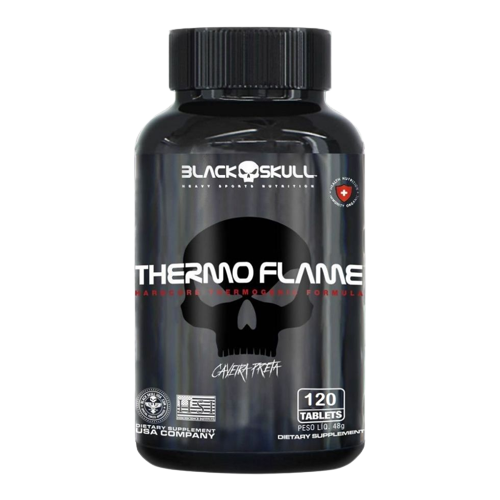 BLACK SKULL
HEAVY SPORTS NUTRITION
THERMO FLAME
HARDCORE THERMOGENIC FORMULA
CAVEIRA PRETA
120
TABLETS
PESO LÍQ. 48g
DIETARY SUPPLEMENT
DIETARY SUPPLEMENT
USA COMPANY